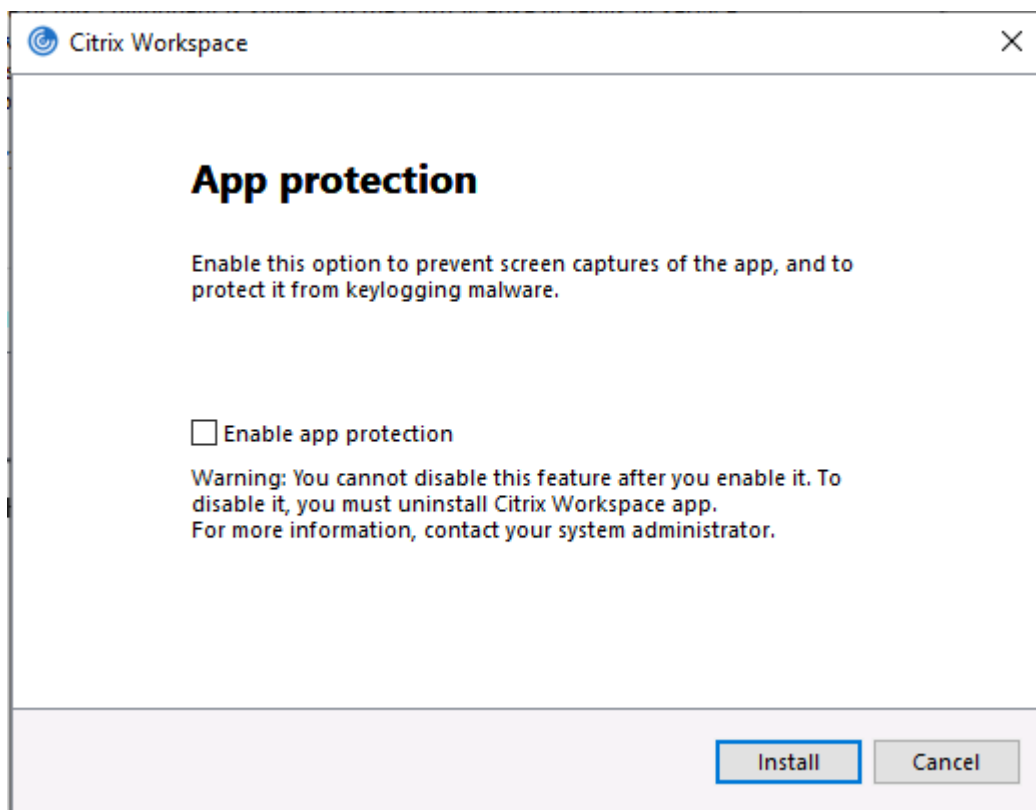 Citrix Workspace
App protection
Enable this option to prevent screen captures of the app, and to
protect it from keylogging malware.
Enable app protection
Warning: You cannot disable this feature after you enable it. To
disable it, you must uninstall Citrix Workspace app.
For more information, contact your system administrator.
Install
Cancel